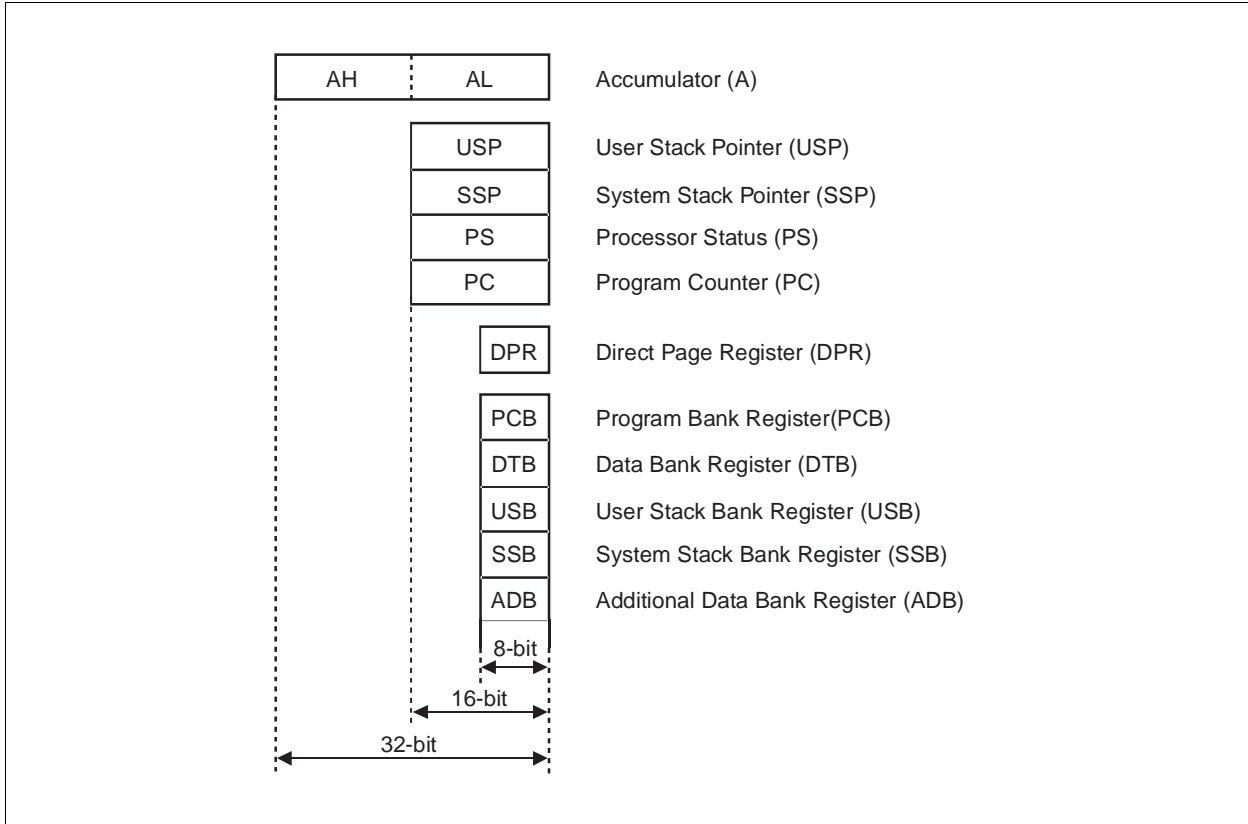 AH AL Accumulator (A)
USP User Stack Pointer (USP)
SSP System Stack Pointer (SSP)
PS Processor Status (PS)
PC Program Counter (PC)
DPR Direct Page Register (DPR)
PCB Program Bank Register(PCB)
DTB Data Bank Register (DTB)
USB User Stack Bank Register (USB)
SSB System Stack Bank Register (SSB)
ADB Additional Data Bank Register (ADB)
8-bit
16-bit
32-bit